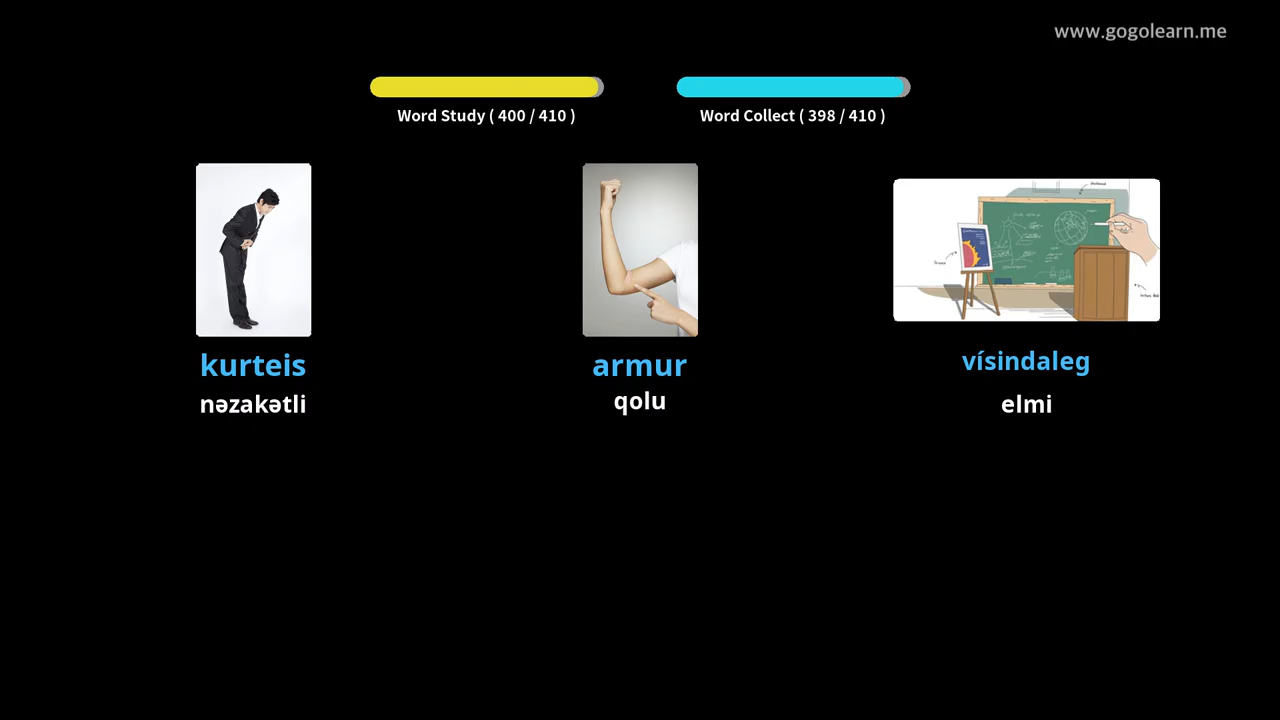 www.gogolearn.me
Word Study ( 400 / 410 )
Word Collect ( 398 / 410 )
kurteis
armur
vísindaleg
nəzakətli
qolu
elmi